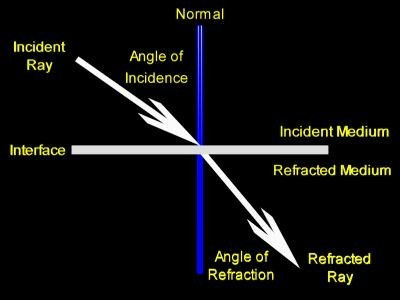 Normal
Incident
Ray
Angle of
Incidence
Incident Medium
Interface
Refracted Medium
Angle of
Refraction
Refracted
Ray